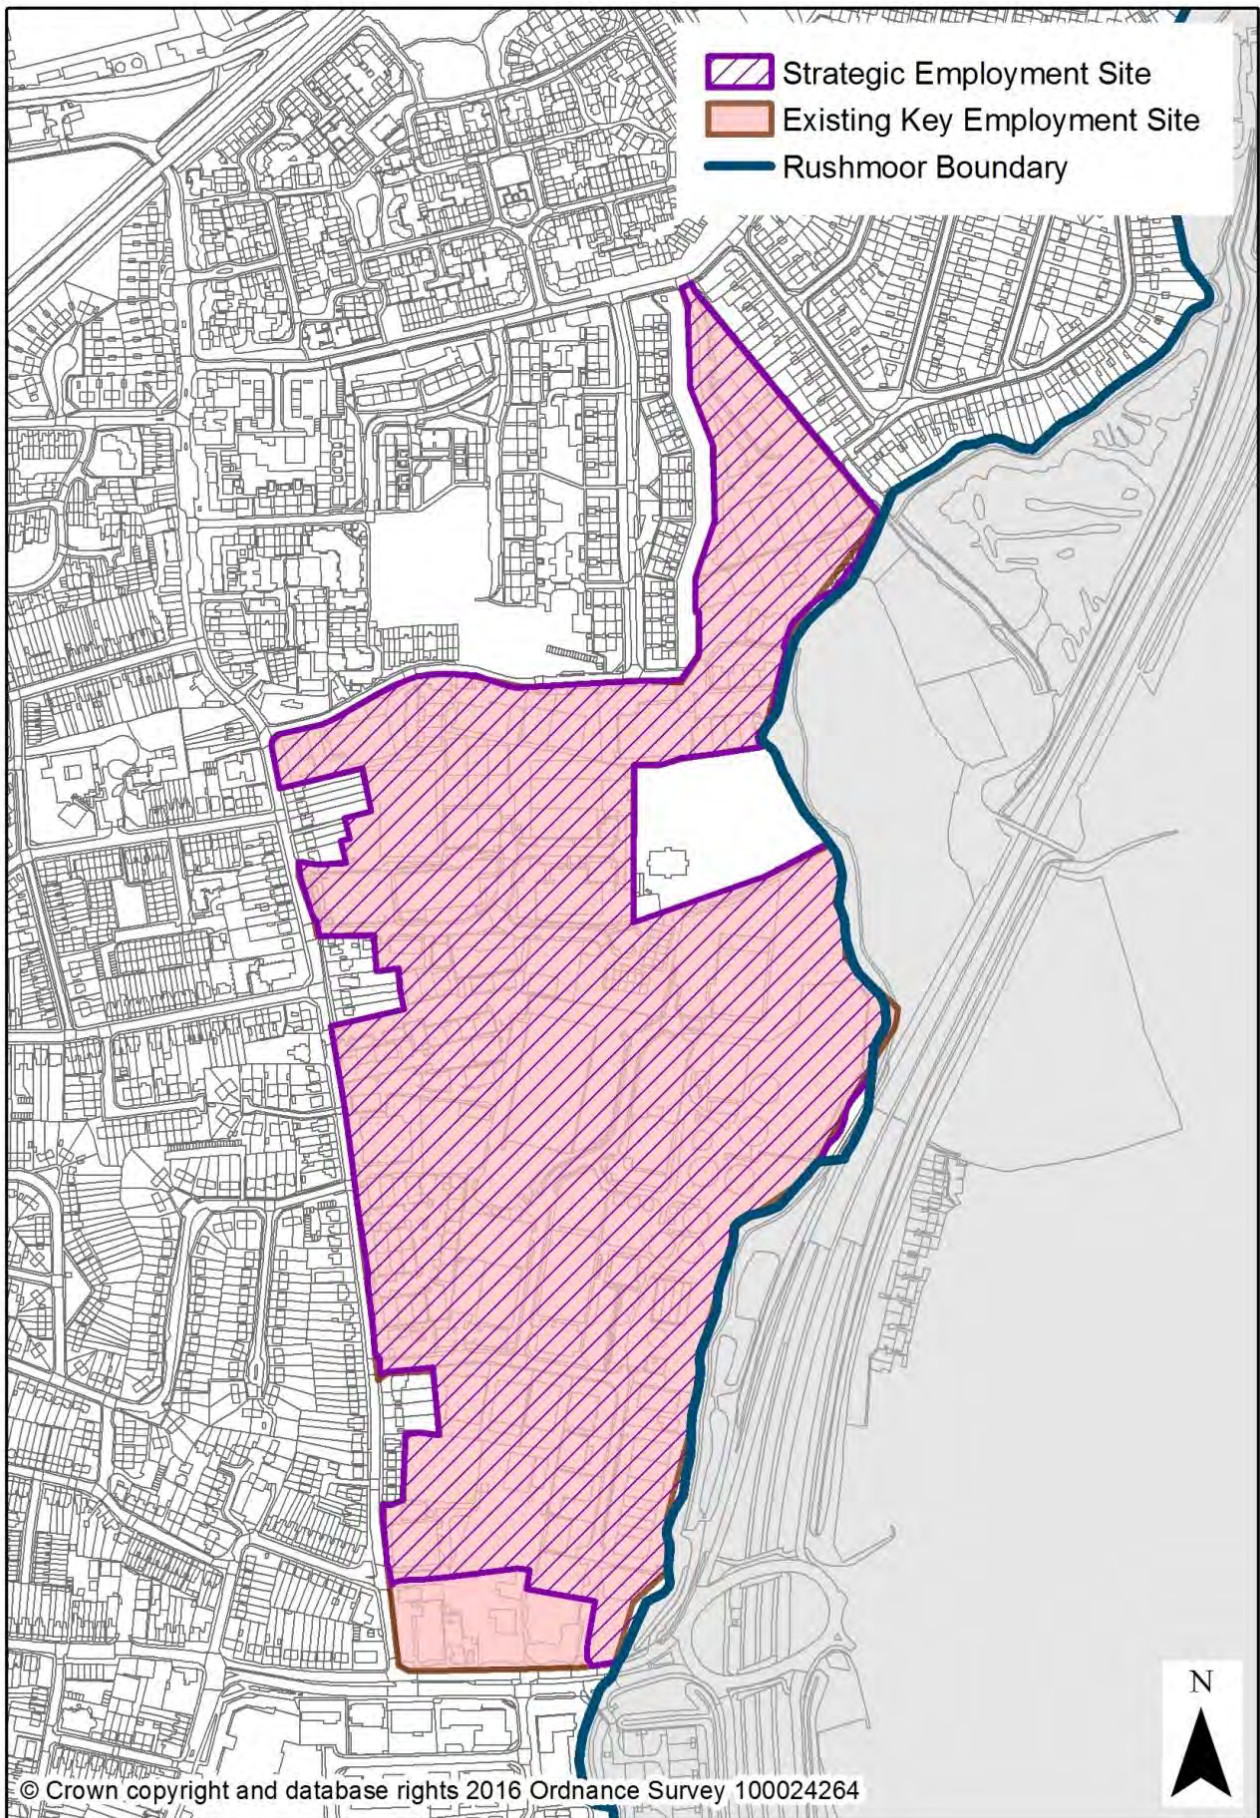 Strategic Employment Site
Existing Key Employment Site
Rushmoor Boundary
N
© Crown copyright and database rights 2016 Ordnance Survey 100024264